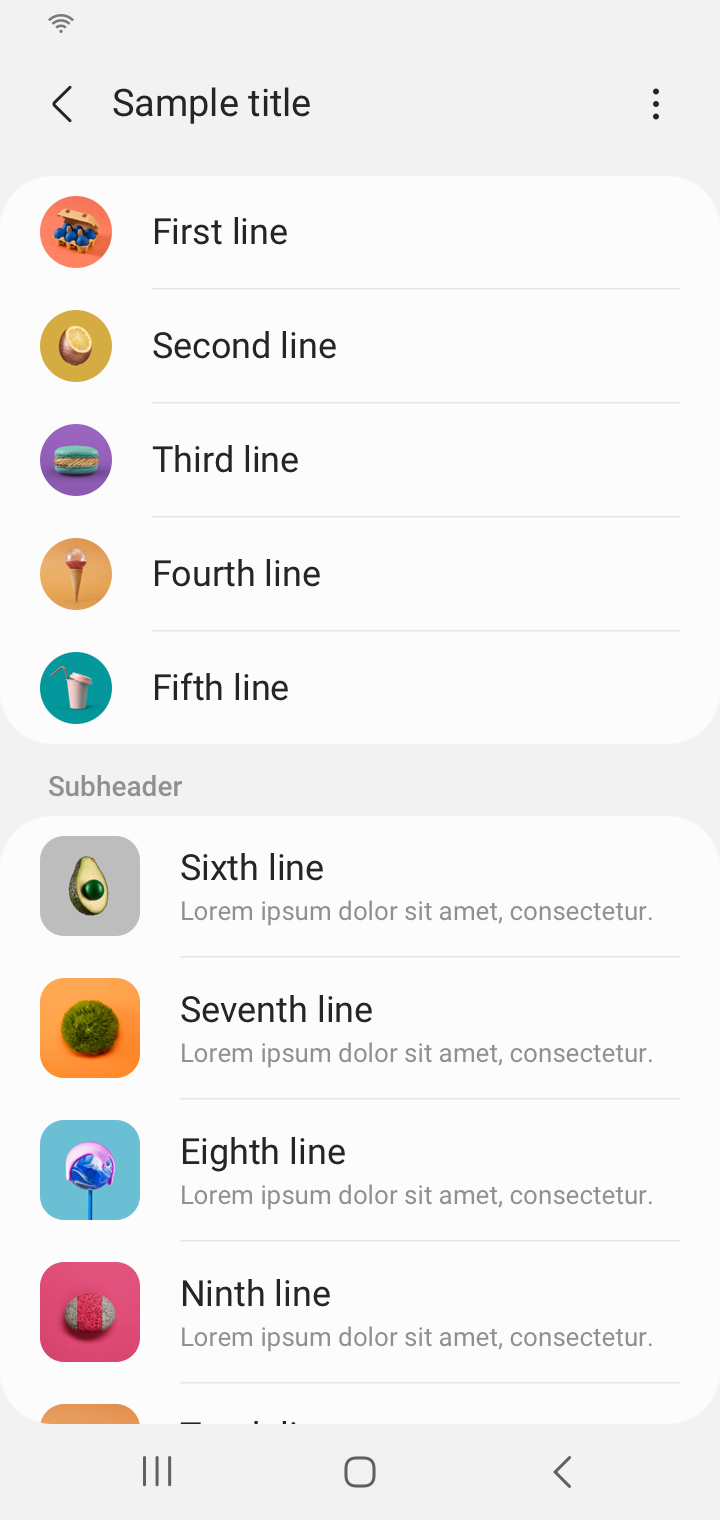 Sample title
First line
Second line
Third line
Fourth line
Fifth line
Subheader
Sixth line
Lorem ipsum dolor sit amet, consectetur.
Seventh line
Lorem ipsum dolor sit amet, consectetur.
Eighth line
Lorem ipsum dolor sit amet, consectetur.
Ninth line
Lorem ipsum dolor sit amet, consectetur.